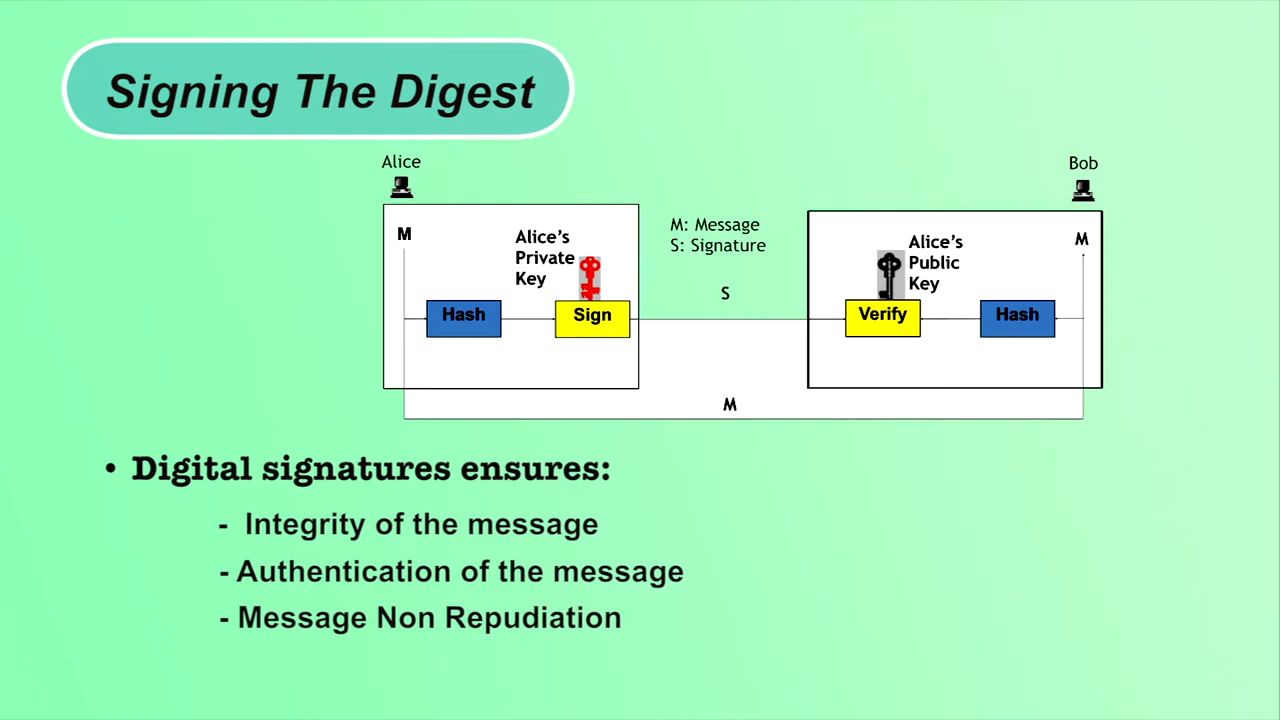 Signing The Digest
Alice
Bob
M
Alice's
Private
Key
M: Message
S: Signature
Alice's
Public
Key
M
S
Hash
Sign
Verify
Hash
M
• Digital signatures ensures:
- Integrity of the message
- Authentication of the message
- Message Non Repudiation